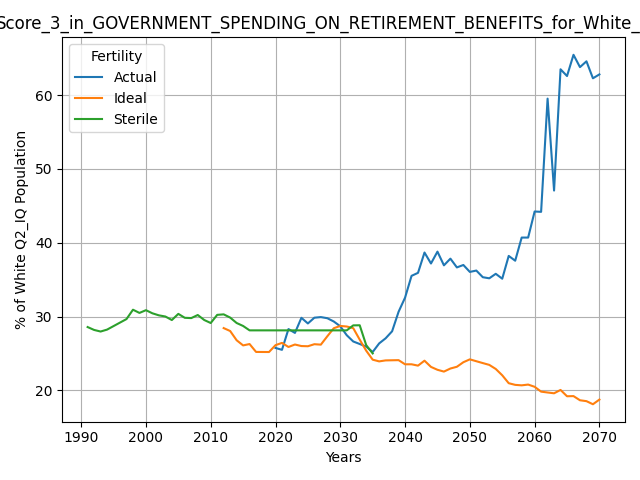 Score_3_in_GOVERNMENT_SPENDING_ON_RETIREMENT_BENEFITS_for_White_
Fertility
Actual
Ideal
Sterile
% of White Q2_IQ Population
60
50
40
30
20
1990 2000 2010 2020 2030 2040 2050 2060 2070
Years